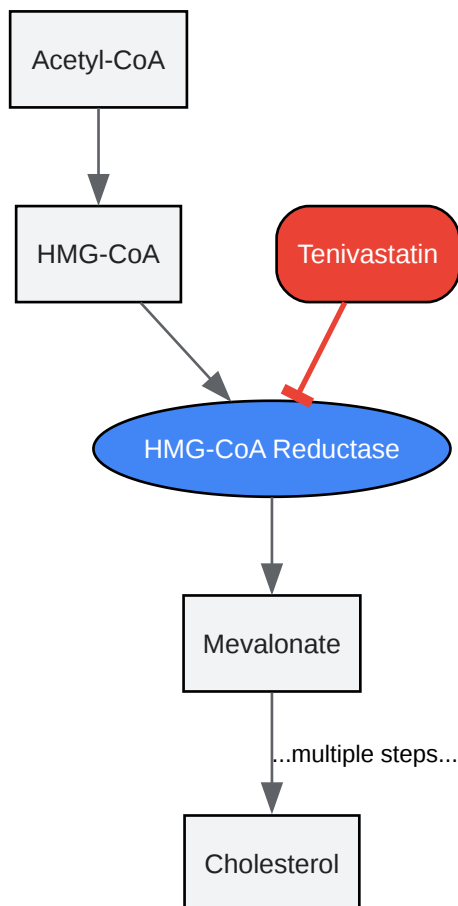 Acetyl-CoA
HMG-CoA
Tenivastatin
HMG-CoA Reductase
Mevalonate
...multiple steps...
Cholesterol